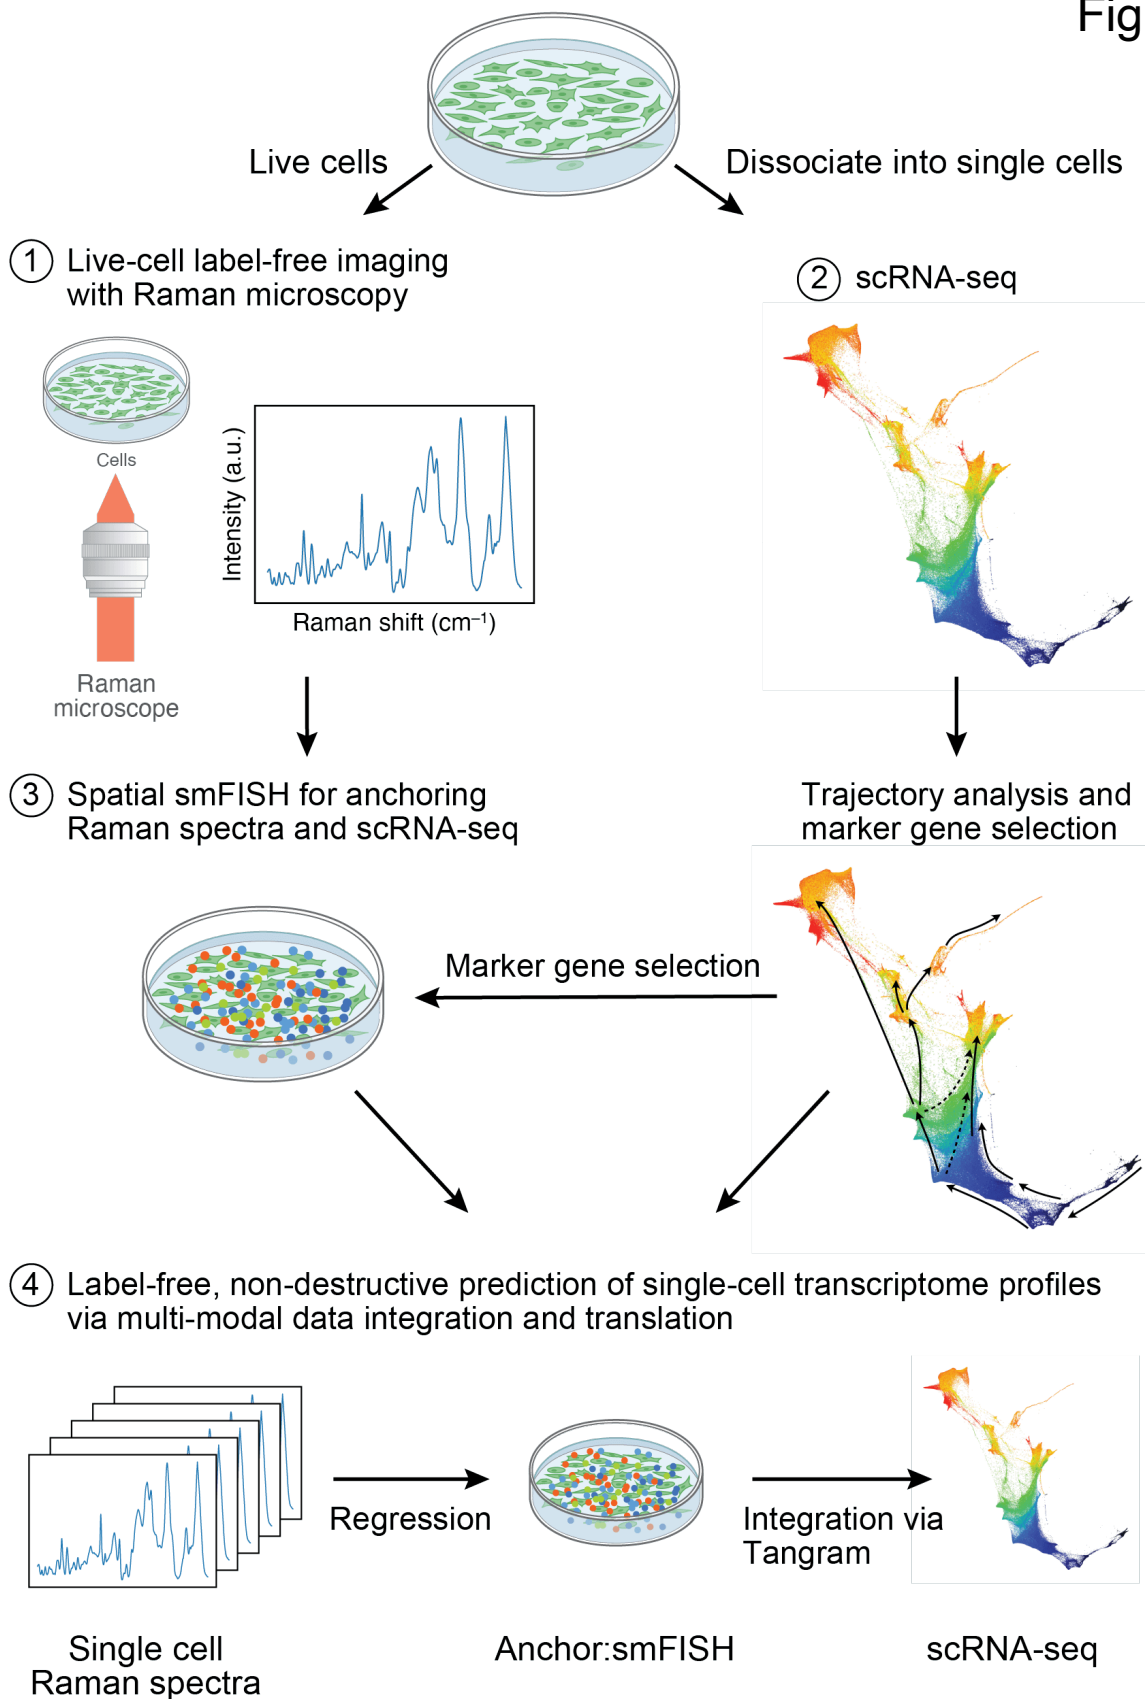 Fig
Live cells
Dissociate into single cells
1 Live-cell label-free imaging
with Raman microscopy
2 scRNA-seq
Cells
Intensity (a.u.)
Raman shift (cm⁻¹)
Raman
microscope
3 Spatial smFISH for anchoring
Raman spectra and scRNA-seq
Trajectory analysis and
marker gene selection
Marker gene selection
4 Label-free, non-destructive prediction of single-cell transcriptome profiles
via multi-modal data integration and translation
Regression
Integration via
Tangram
Single cell
Raman spectra
Anchor:smFISH
scRNA-seq